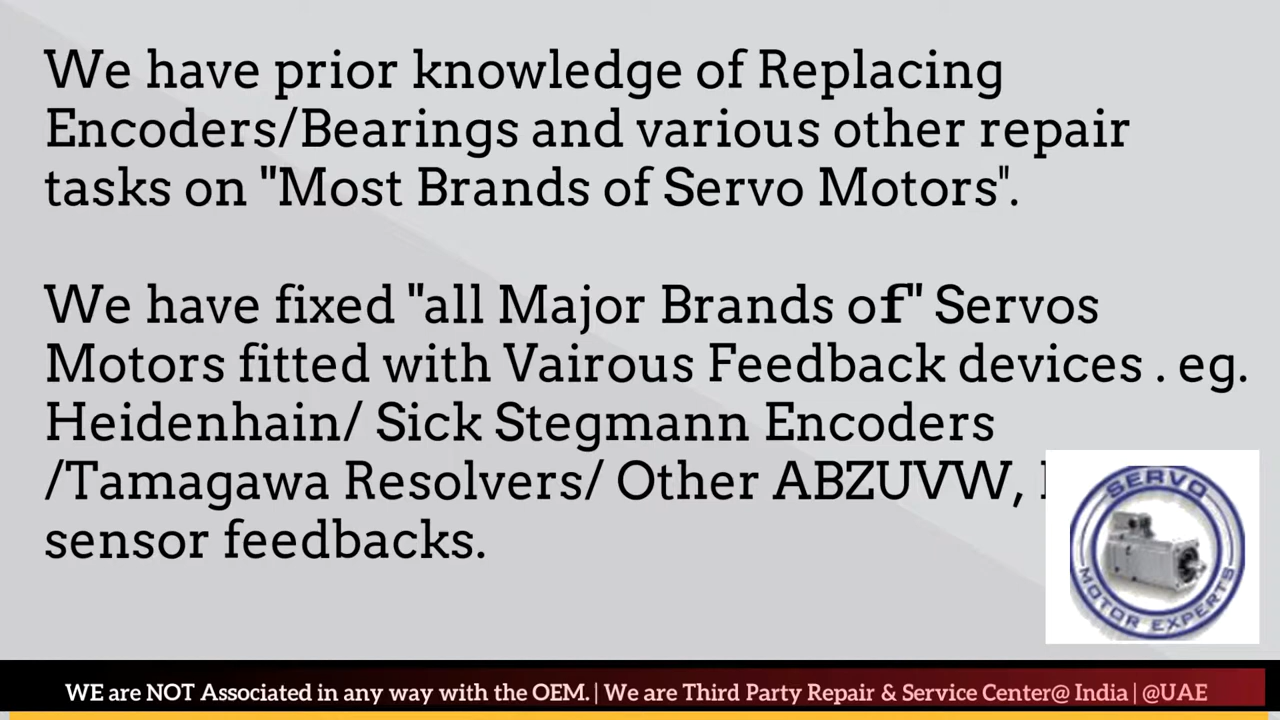 We have prior knowledge of Replacing
Encoders/Bearings and various other repair
tasks on "Most Brands of Servo Motors".
We have fixed "all Major Brands of" Servos
Motors fitted with Vairous Feedback devices . eg.
Heidenhain/ Sick Stegmann Encoders
/Tamagawa Resolvers/ Other ABZUVW,
sensor feedbacks.
SERVO
MOTOR EXPERTS
WE are NOT Associated in any way with the OEM. | We are Third Party Repair & Service Center@ India | @UAE